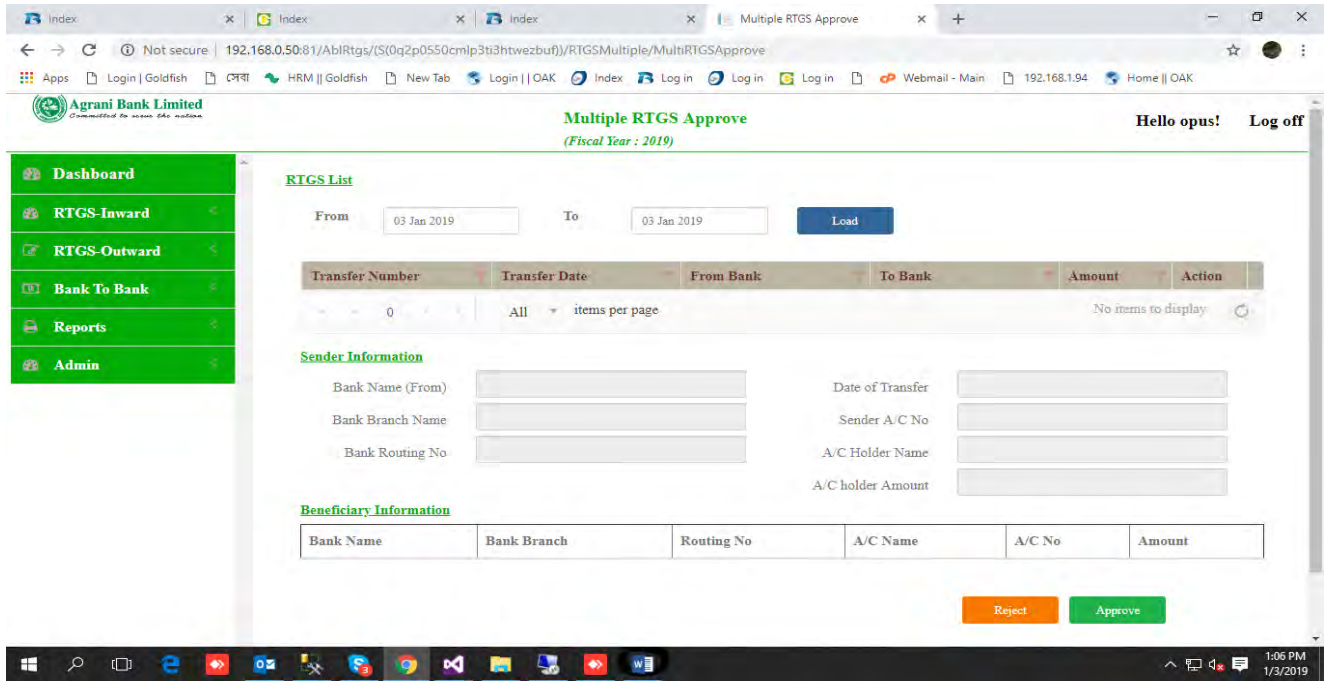 Index Index Index Multiple RTGS Approve
Not secure 192.168.0.50:81/AblRtgs/(S(0q2p0550cmlp3ti3htwezbuf))/RTGSMultiple/MultiRTGSApprove
Apps Login | Goldfish সেবা HRM || Goldfish New Tab Login || OAK Index Log in Log in Log in Webmail - Main 192.168.1.94 Home || OAK
Agrani Bank Limited
Committed to serve the nation
Multiple RTGS Approve
(Fiscal Year : 2019)
Hello opus! Log off
Dashboard
RTGS-Inward
RTGS-Outward
Bank To Bank
Reports
Admin
RTGS List
From 03 Jan 2019 To 03 Jan 2019 Load
Transfer Number Transfer Date From Bank To Bank Amount Action
0 All items per page No items to display
Sender Information
Bank Name (From) Date of Transfer
Bank Branch Name Sender A/C No
Bank Routing No A/C Holder Name
A/C holder Amount
Beneficiary Information
Bank Name Bank Branch Routing No A/C Name A/C No Amount
Reject Approve
1:06 PM
1/3/2019